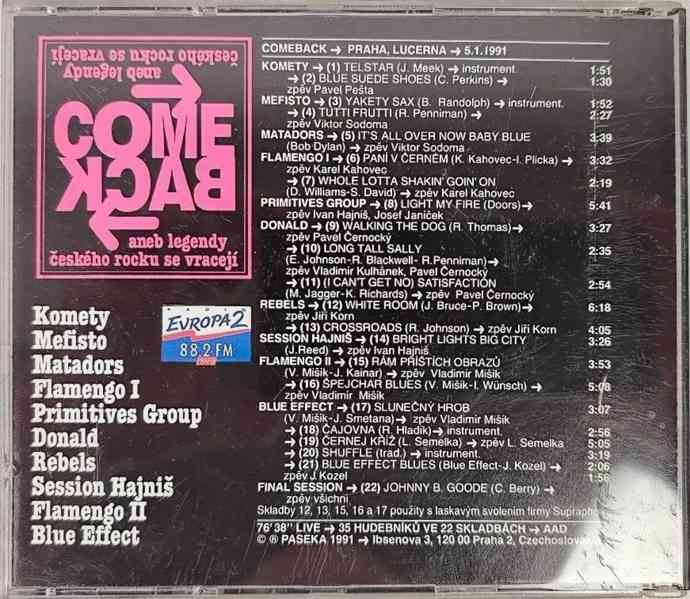 aneb legendy
českého rocku se vracejí
COME
BACK
aneb legendy
českého rocku se vracejí
Komety
Mefisto
Matadors
Flamengo I
Primitives Group
Donald
Rebels
Session Hajniš
Flamengo II
Blue Effect
EVROPA 2
88,2 FM
COMEBACK → PRAHA, LUCERNA → 5.1.1991
KOMETY → (1) TELSTAR (J. Meek) → instrument. 1:51
→ (2) BLUE SUEDE SHOES (C. Perkins) → 1:30
zpěv Pavel Pešta
MEFISTO → (3) YAKETY SAX (B. Randolph) → instrument. 1:52
→ (4) TUTTI FRUTTI (R. Penniman) → 2:27
zpěv Viktor Sodoma
MATADORS → (5) IT'S ALL OVER NOW BABY BLUE 3:39
(Bob Dylan) → zpěv Viktor Sodoma
FLAMENGO I → (6) PANÍ V ČERNÉM (K. Kahovec-I. Plicka) → 3:32
zpěv Karel Kahovec
→ (7) WHOLE LOTTA SHAKIN' GOIN' ON 2:19
(D. Williams-S. David) → zpěv Karel Kahovec
PRIMITIVES GROUP → (8) LIGHT MY FIRE (Doors) → 5:41
zpěv Ivan Hajniš, Josef Janíček
DONALD → (9) WALKING THE DOG (R. Thomas) → 3:27
zpěv Pavel Černocký
→ (10) LONG TALL SALLY 2:35
(E. Johnson-R. Blackwell- R.Penniman) →
zpěv Vladimír Kulhánek, Pavel Černocký
→ (11) (I CAN'T GET NO) SATISFACTION 2:54
(M. Jagger-K. Richards) → zpěv Pavel Černocký
REBELS → (12) WHITE ROOM (J. Bruce-P. Brown) → 6:18
zpěv Jiří Korn
→ (13) CROSSROADS (R. Johnson) → zpěv Jiří Korn 4:05
SESSION HAJNIŠ → (14) BRIGHT LIGHTS BIG CITY 3:26
(J.Reed) → zpěv Ivan Hajniš
FLAMENGO II → (15) RÁM PŘÍŠTÍCH OBRAZŮ 3:53
(V. Mišík-J. Kainar) → zpěv Vladimír Mišík
→ (16) ŠPEJCHAR BLUES (V. Mišík-I. Wünsch) → 5:08
zpěv Vladimír Mišík
BLUE EFFECT → (17) SLUNEČNÝ HROB 3:07
(V. Mišík-J. Smetana) → zpěv Vladimír Mišík
→ (18) ČAJOVNA (R. Hladík) → instrument. 2:56
→ (19) ČERNEJ KŘÍŽ (L. Semelka) → zpěv L. Semelka 5:05
→ (20) SHUFFLE (trad.) → instrument. 3:19
→ (21) BLUE EFFECT BLUES (Blue Effect-J. Kozel) → 2:06
zpěv J.Kozel 1:56
FINAL SESSION → (22) JOHNNY B. GOODE (C. Berry) →
zpěv všichni
Skladby 12, 13, 15, 16 a 17 použity s laskavým svolením firmy Supraphon
76'38" LIVE → 35 HUDEBNÍKŮ VE 22 SKLADBÁCH → AAD
© ℗ PASEKA 1991 → Ibsenova 3, 120 00 Praha 2,